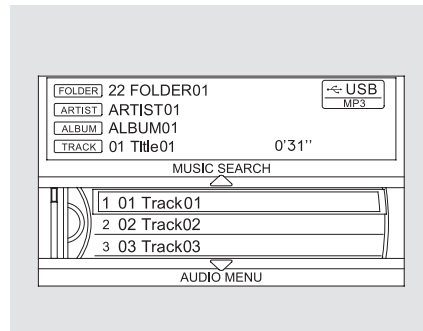 FOLDER 22 FOLDER01 USB
ARTIST ARTIST01 MP3
ALBUM ALBUM01
TRACK 01 TItle01 0'31''
MUSIC SEARCH
1 01 Track01
2 02 Track02
3 03 Track03
AUDIO MENU